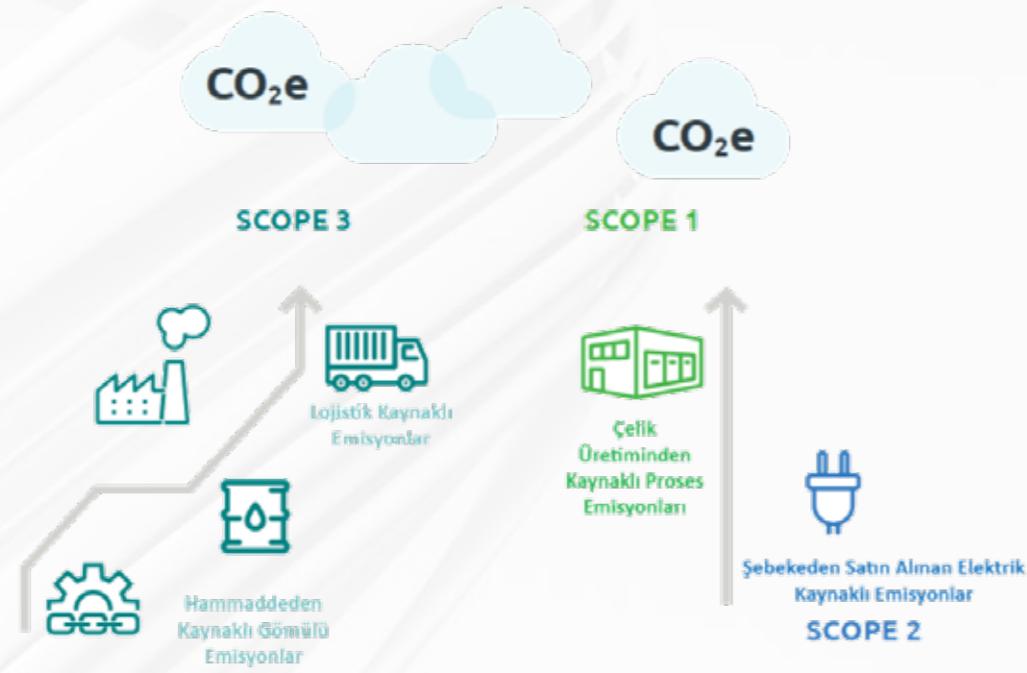 CO₂e
CO₂e
SCOPE 3
SCOPE 1
Lojistik Kaynaklı
Emisyonlar
Çelik
Üretiminden
Kaynaklı Proses
Emisyonları
Hammaddeden
Kaynaklı Gömülü
Emisyonlar
Şebekeden Satın Alınan Elektrik
Kaynaklı Emisyonlar
SCOPE 2